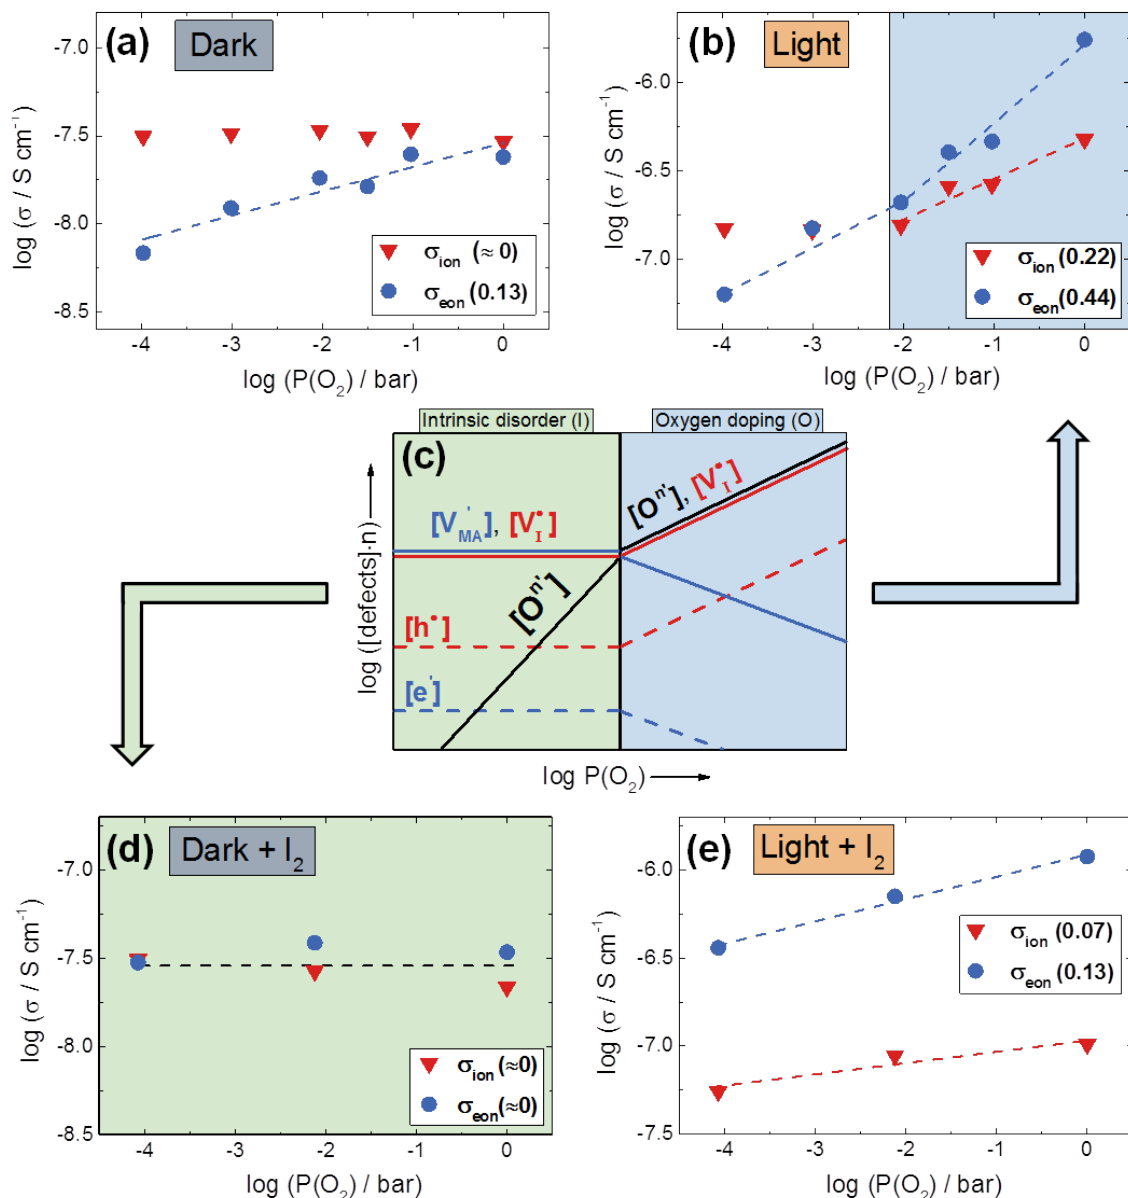 (a) Dark
log (σ / S cm⁻¹)
-7.0
-7.5
-8.0
-8.5
σion (≈ 0)
σeon (0.13)
-4 -3 -2 -1 0
log (P(O₂) / bar)
(b) Light
log (σ / S cm⁻¹)
-6.0
-6.5
-7.0
σion (0.22)
σeon (0.44)
-4 -3 -2 -1 0
log (P(O₂) / bar)
Intrinsic disorder (I) Oxygen doping (O)
(c)
log ([defects]·n)
[V'MA], [V•I]
[On'], [V•I]
[On']
[h•]
[e']
log P(O₂)
(d) Dark + I₂
log (σ / S cm⁻¹)
-7.0
-7.5
-8.0
-8.5
σion (≈0)
σeon (≈0)
-4 -3 -2 -1 0
log (P(O₂) / bar)
(e) Light + I₂
log (σ / S cm⁻¹)
-6.0
-6.5
-7.0
-7.5
σion (0.07)
σeon (0.13)
-4 -3 -2 -1 0
log (P(O₂) / bar)